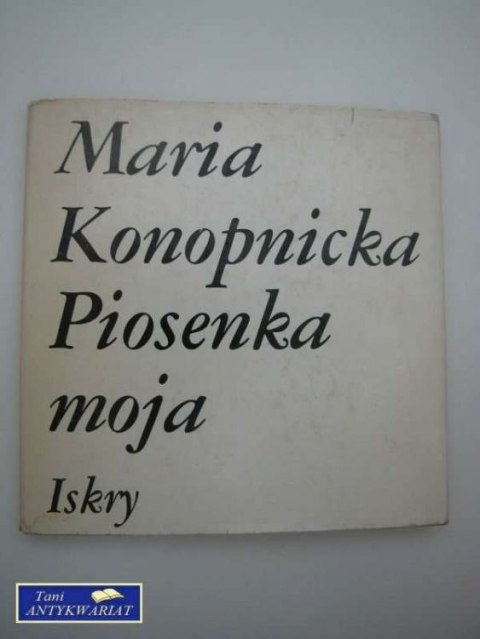 Maria
Konopnicka
Piosenka
moja
Iskry
Tani
ANTYKWARIAT